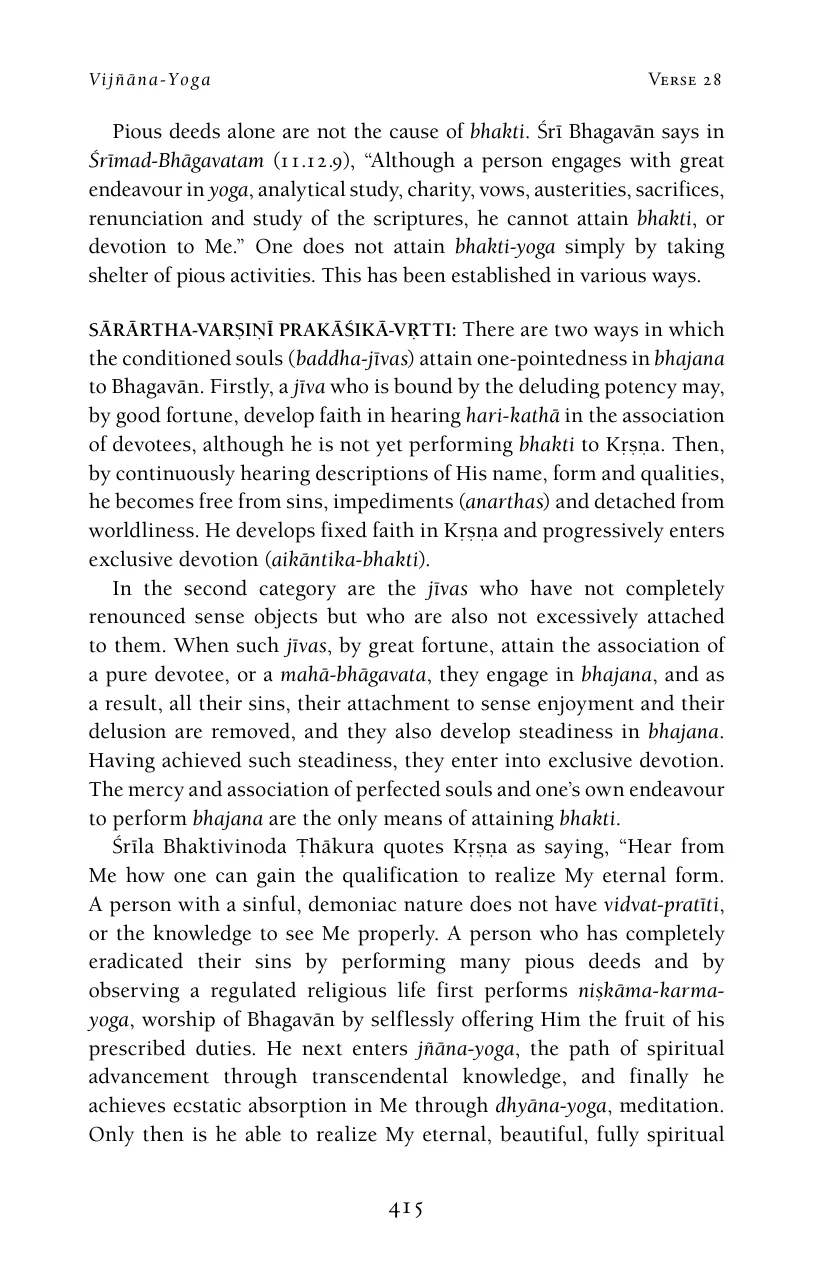 Vijñāna-Yoga
Verse 28
Pious deeds alone are not the cause of bhakti. Śrī Bhagavān says in
Śrīmad-Bhāgavatam (11.12.9), “Although a person engages with great
endeavour in yoga, analytical study, charity, vows, austerities, sacrifices,
renunciation and study of the scriptures, he cannot attain bhakti, or
devotion to Me.” One does not attain bhakti-yoga simply by taking
shelter of pious activities. This has been established in various ways.
SĀRĀRTHA-VARṢIṆĪ PRAKĀŚIKĀ-VṚTTI: There are two ways in which
the conditioned souls (baddha-jīvas) attain one-pointedness in bhajana
to Bhagavān. Firstly, a jīva who is bound by the deluding potency may,
by good fortune, develop faith in hearing hari-kathā in the association
of devotees, although he is not yet performing bhakti to Kṛṣṇa. Then,
by continuously hearing descriptions of His name, form and qualities,
he becomes free from sins, impediments (anarthas) and detached from
worldliness. He develops fixed faith in Kṛṣṇa and progressively enters
exclusive devotion (aikāntika-bhakti).
In the second category are the jīvas who have not completely
renounced sense objects but who are also not excessively attached
to them. When such jīvas, by great fortune, attain the association of
a pure devotee, or a mahā-bhāgavata, they engage in bhajana, and as
a result, all their sins, their attachment to sense enjoyment and their
delusion are removed, and they also develop steadiness in bhajana.
Having achieved such steadiness, they enter into exclusive devotion.
The mercy and association of perfected souls and one’s own endeavour
to perform bhajana are the only means of attaining bhakti.
Śrīla Bhaktivinoda Ṭhākura quotes Kṛṣṇa as saying, “Hear from
Me how one can gain the qualification to realize My eternal form.
A person with a sinful, demoniac nature does not have vidvat-pratīti,
or the knowledge to see Me properly. A person who has completely
eradicated their sins by performing many pious deeds and by
observing a regulated religious life first performs niṣkāma-karma-
yoga, worship of Bhagavān by selflessly offering Him the fruit of his
prescribed duties. He next enters jñāna-yoga, the path of spiritual
advancement through transcendental knowledge, and finally he
achieves ecstatic absorption in Me through dhyāna-yoga, meditation.
Only then is he able to realize My eternal, beautiful, fully spiritual
415